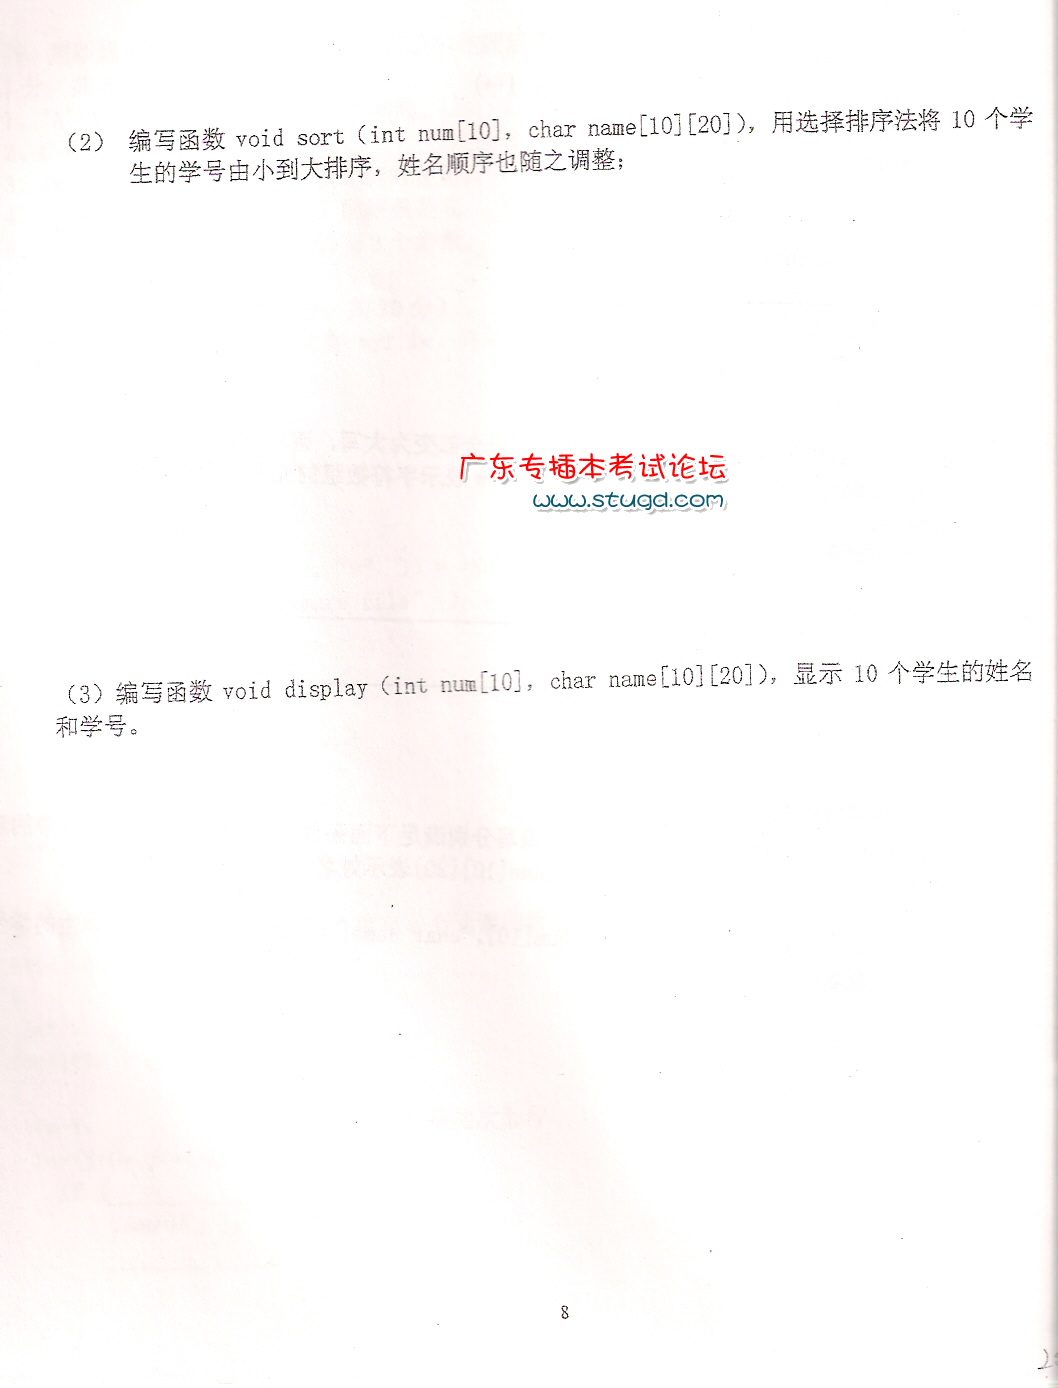 (2) 编写函数 void sort (int num[10], char name[10][20]), 用选择排序法将 10 个学
生的学号由小到大排序, 姓名顺序也随之调整;
广东专插本考试论坛
www.stugd.com
(3) 编写函数 void display (int num[10], char name[10][20]), 显示 10 个学生的姓名
和学号。
8